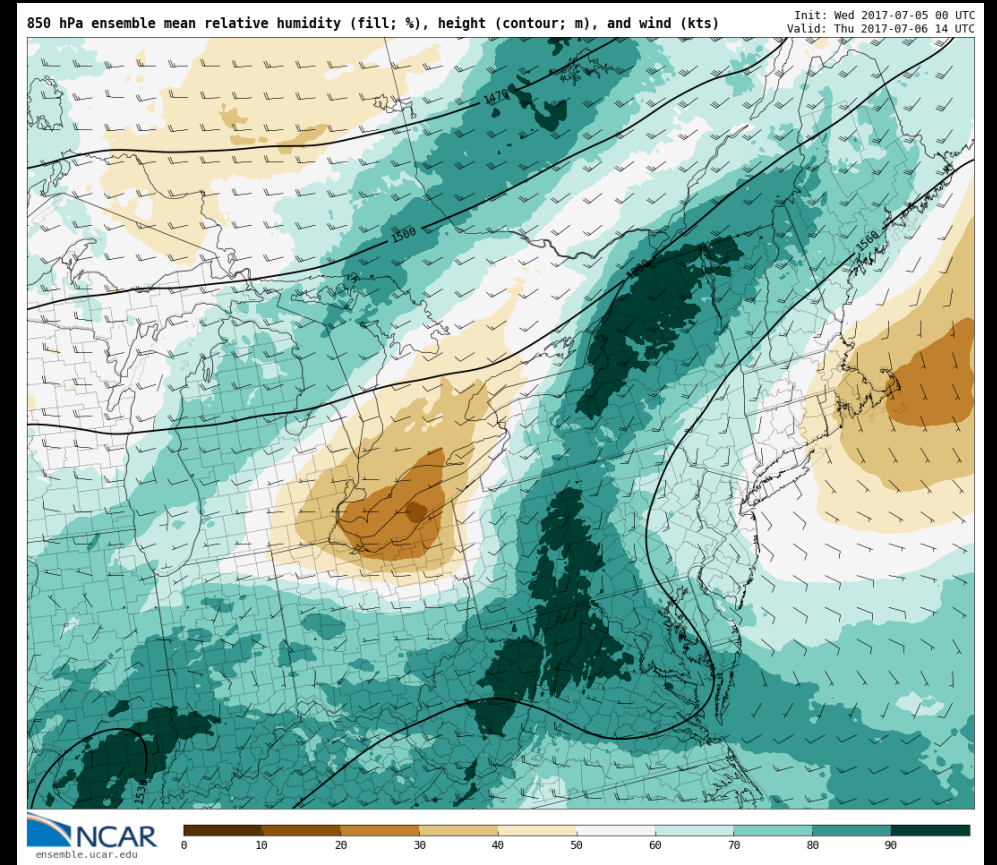 850 hPa ensemble mean relative humidity (fill; %), height (contour; m), and wind (kts)
Init: Wed 2017-07-05 00 UTC
Valid: Thu 2017-07-06 14 UTC
1470
1500
1560
NCAR
ensemble.ucar.edu
0 10 20 30 40 50 60 70 80 90